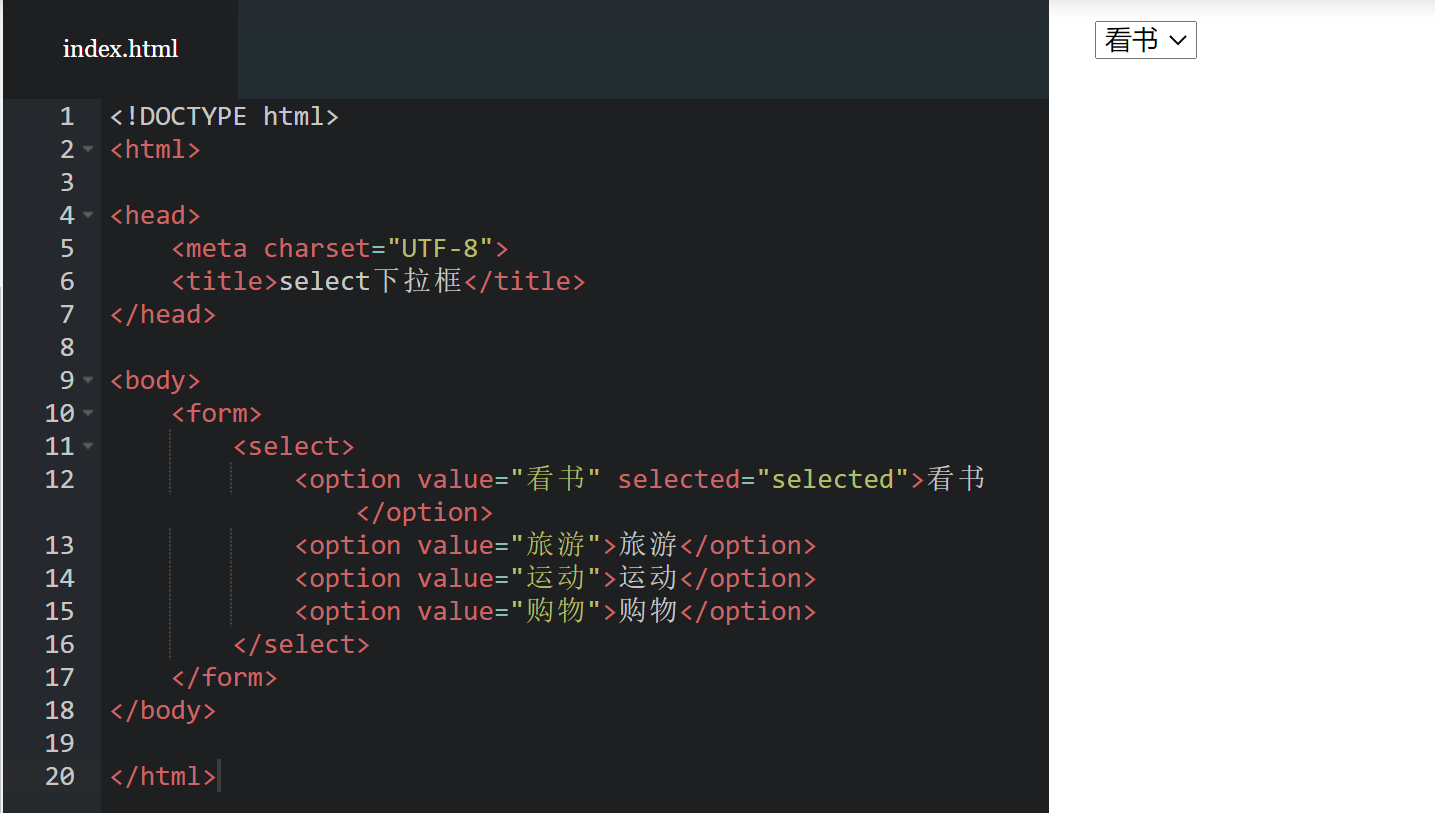 index.html
看书
1 <!DOCTYPE html>
2 <html>
3
4 <head>
5     <meta charset="UTF-8">
6     <title>select下拉框</title>
7 </head>
8
9 <body>
10     <form>
11         <select>
12             <option value="看书" selected="selected">看书
                </option>
13             <option value="旅游">旅游</option>
14             <option value="运动">运动</option>
15             <option value="购物">购物</option>
16         </select>
17     </form>
18 </body>
19
20 </html>